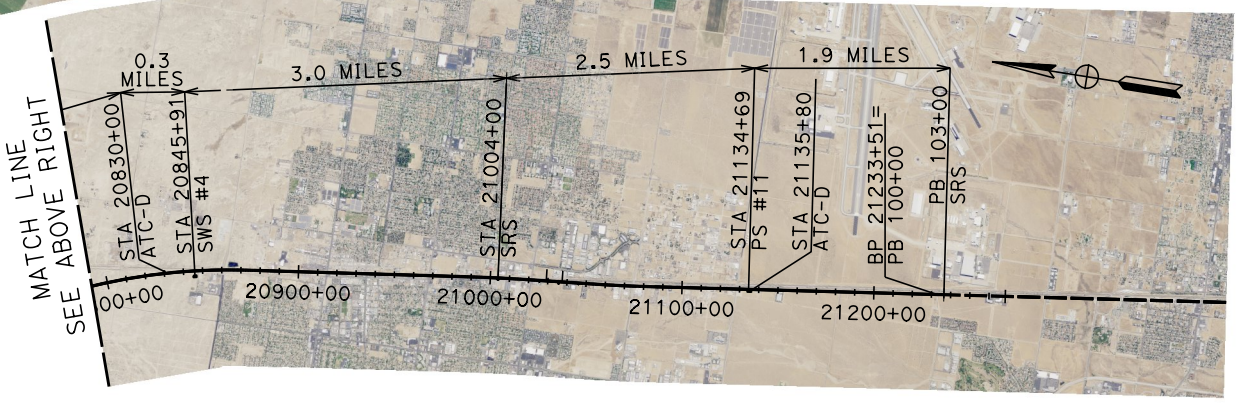 MATCH LINE
SEE ABOVE RIGHT
0.3
MILES
3.0 MILES
2.5 MILES
1.9 MILES
STA 20830+00
ATC-D
STA 20845+91
SWS #4
STA 21004+00
SRS
STA 21134+69
PS #11
STA 21135+80
ATC-D
BP 21233+51=
PB 100+00
PB 103+00
SRS
00+00
20900+00
21000+00
21100+00
21200+00